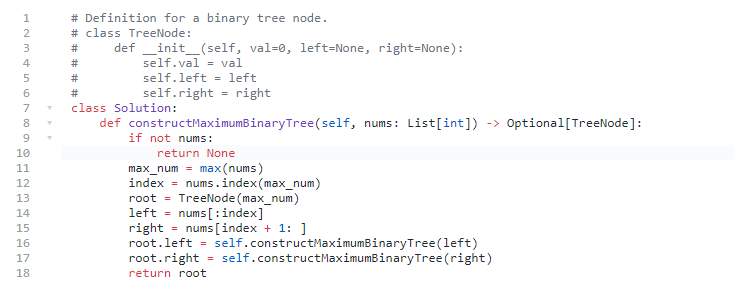 1 # Definition for a binary tree node.
2 # class TreeNode:
3 #     def __init__(self, val=0, left=None, right=None):
4 #         self.val = val
5 #         self.left = left
6 #         self.right = right
7 class Solution:
8     def constructMaximumBinaryTree(self, nums: List[int]) -> Optional[TreeNode]:
9         if not nums:
10             return None
11         max_num = max(nums)
12         index = nums.index(max_num)
13         root = TreeNode(max_num)
14         left = nums[:index]
15         right = nums[index + 1: ]
16         root.left = self.constructMaximumBinaryTree(left)
17         root.right = self.constructMaximumBinaryTree(right)
18         return root